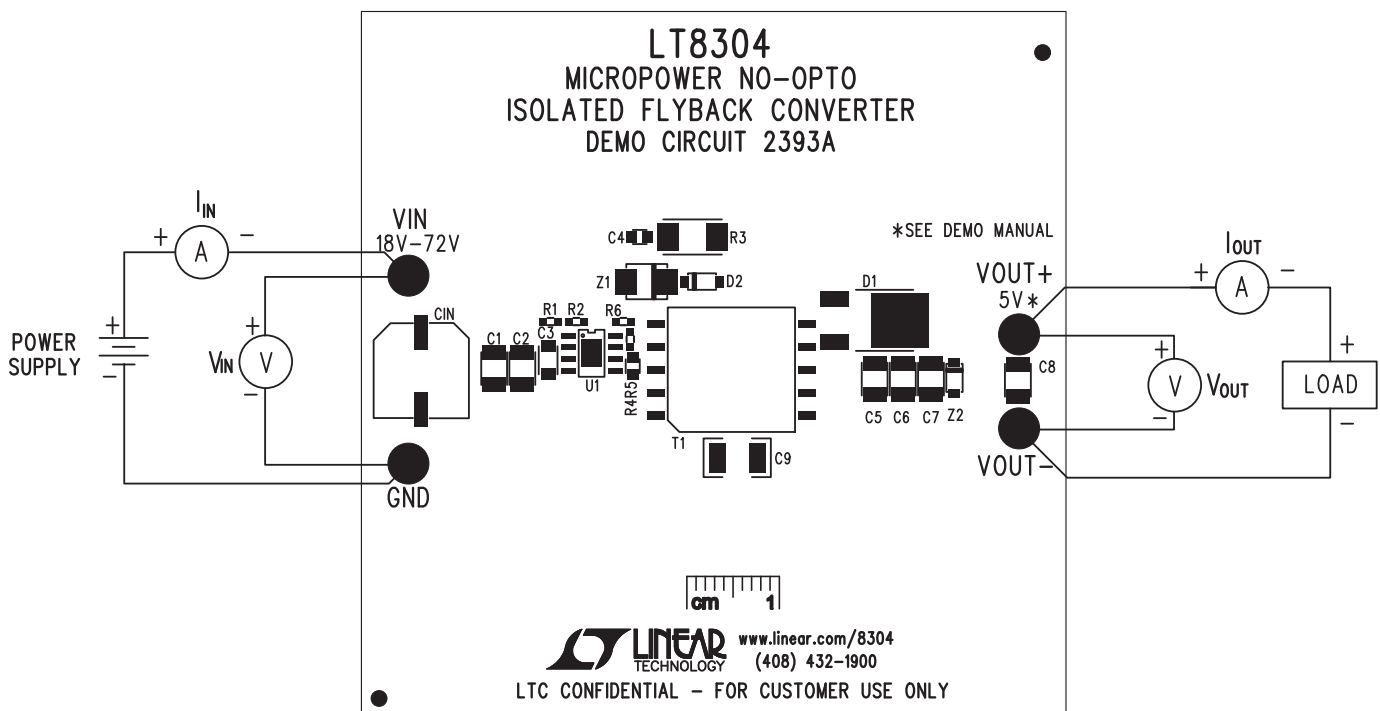 LT8304
MICROPOWER NO-OPTO
ISOLATED FLYBACK CONVERTER
DEMO CIRCUIT 2393A
IIN
+ A -
VIN
18V-72V
POWER
SUPPLY
+
-
VIN
+
V
-
GND
CIN
C1
C2
C3
R1
R2
U1
R6
R4
R5
C4
R3
Z1
D2
T1
C9
*SEE DEMO MANUAL
D1
C5
C6
C7
Z2
C8
VOUT+
5V*
VOUT-
IOUT
+ A -
+
V
-
VOUT
+
LOAD
-
cm 1
LINEAR
TECHNOLOGY
www.linear.com/8304
(408) 432-1900
LTC CONFIDENTIAL - FOR CUSTOMER USE ONLY